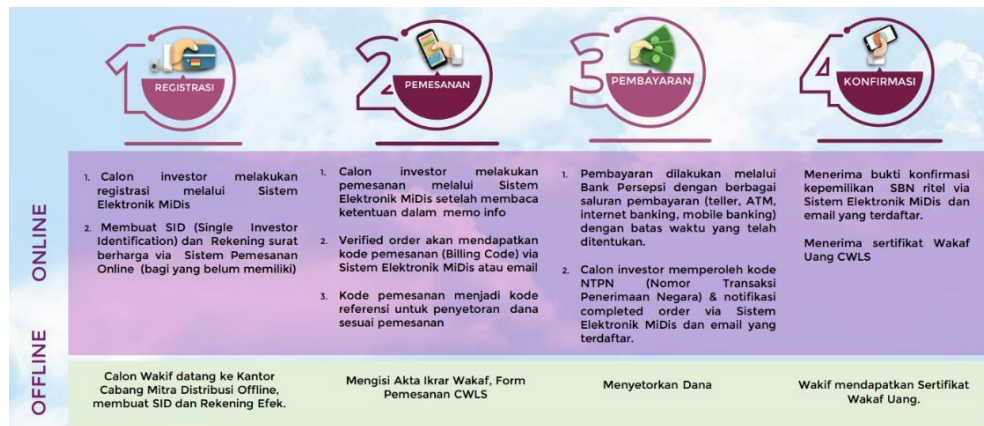 1
REGISTRASI
2
PEMESANAN
3
PEMBAYARAN
4
KONFIRMASI
ONLINE
1. Calon investor melakukan
registrasi melalui Sistem
Elektronik MiDis
2. Membuat SID (Single Investor
Identification) dan Rekening surat
berharga via Sistem Pemesanan
Online (bagi yang belum memiliki)
1. Calon investor melakukan
pemesanan melalui Sistem
Elektronik MiDis setelah membaca
ketentuan dalam memo info
2. Verified order akan mendapatkan
kode pemesanan (Billing Code) via
Sistem Elektronik MiDis atau email
3. Kode pemesanan menjadi kode
referensi untuk penyetoran dana
sesuai pemesanan
1. Pembayaran dilakukan melalui
Bank Persepsi dengan berbagai
saluran pembayaran (teller, ATM,
internet banking, mobile banking)
dengan batas waktu yang telah
ditentukan.
2. Calon investor memperoleh kode
NTPN (Nomor Transaksi
Penerimaan Negara) & notifikasi
completed order via Sistem
Elektronik MiDis dan email yang
terdaftar.
Menerima bukti konfirmasi
kepemilikan SBN ritel via
Sistem Elektronik MiDis dan
email yang terdaftar.
Menerima sertifikat Wakaf
Uang CWLS
OFFLINE
Calon Wakif datang ke Kantor
Cabang Mitra Distribusi Offline,
membuat SID dan Rekening Efek.
Mengisi Akta Ikrar Wakaf, Form
Pemesanan CWLS
Menyetorkan Dana
Wakif mendapatkan Sertifikat
Wakaf Uang.